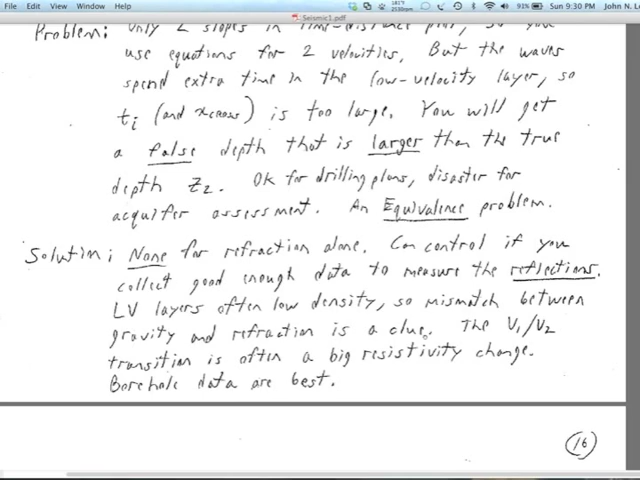 File Edit View Window Help 91% Sun 9:30 PM John N. Lo
Seismic1.pdf
Problem: Only 2 slopes in time-distance plot, so you
use equations for 2 velocities, But the waves
spend extra time in the low-velocity layer, so
ti (and xcross) is too large. You will get
a false depth that is larger than the true
depth Z2. OK for drilling plans, disaster for
acquifer assessment. An Equivalence problem.
Solution: None for refraction alone. Can control if you
collect good enough data to measure the reflections.
LV layers often low density, so mismatch between
gravity and refraction is a clue. The V1/V2
transition is often a big resistivity change.
Borehole data are best.
16